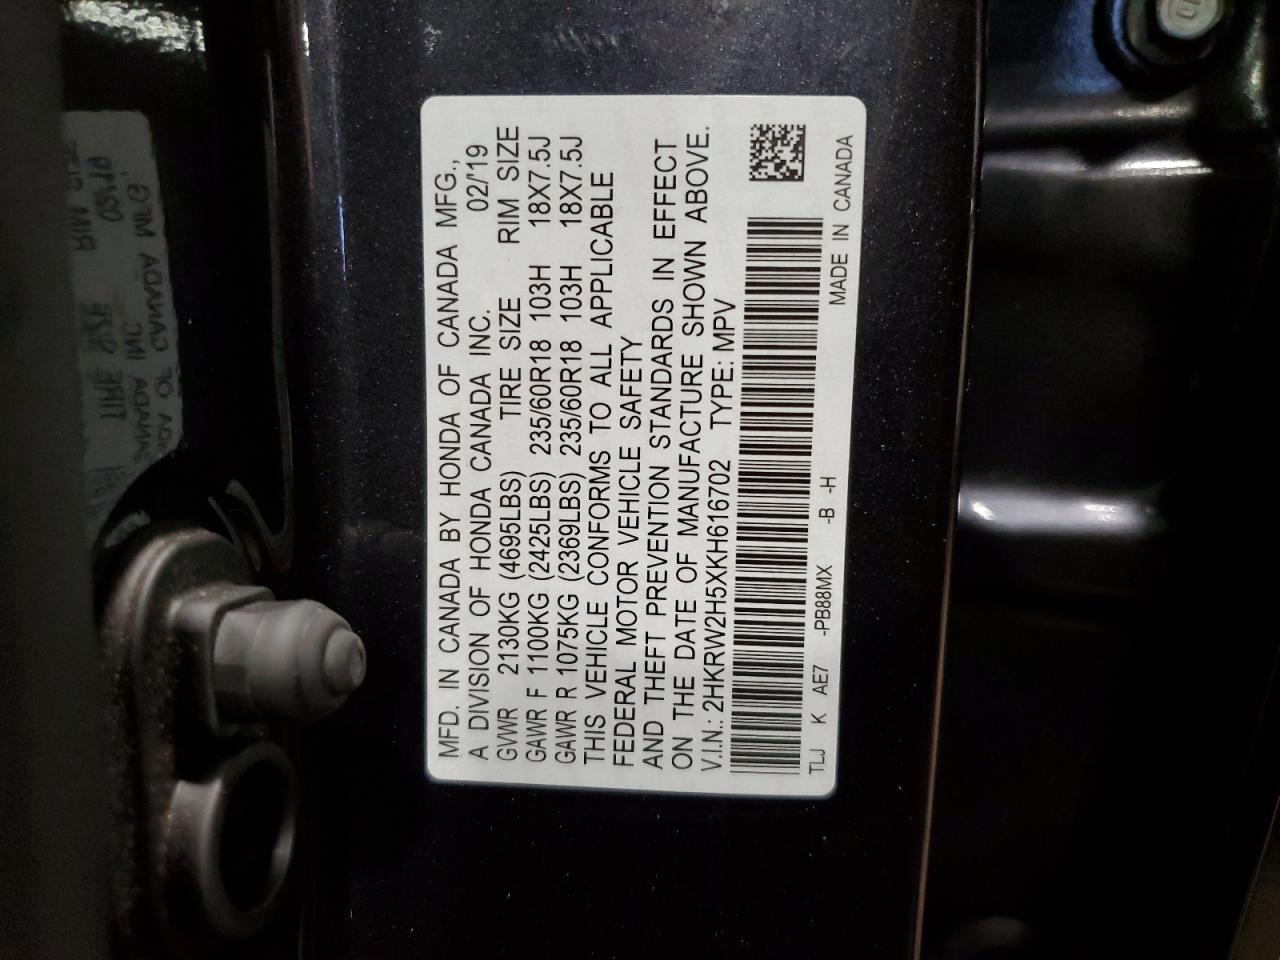 MFD. IN CANADA BY HONDA OF CANADA MFG.,
A DIVISION OF HONDA CANADA INC. 02/'19
GVWR 2130KG (4695LBS) TIRE SIZE RIM SIZE
GAWR F 1100KG (2425LBS) 235/60R18 103H 18X7.5J
GAWR R 1075KG (2369LBS) 235/60R18 103H 18X7.5J
THIS VEHICLE CONFORMS TO ALL APPLICABLE
FEDERAL MOTOR VEHICLE SAFETY
AND THEFT PREVENTION STANDARDS IN EFFECT
ON THE DATE OF MANUFACTURE SHOWN ABOVE.
V.I.N.: 2HKRW2H5XKH616702 TYPE: MPV
TLJ K AE7 -PB88MX -B -H MADE IN CANADA